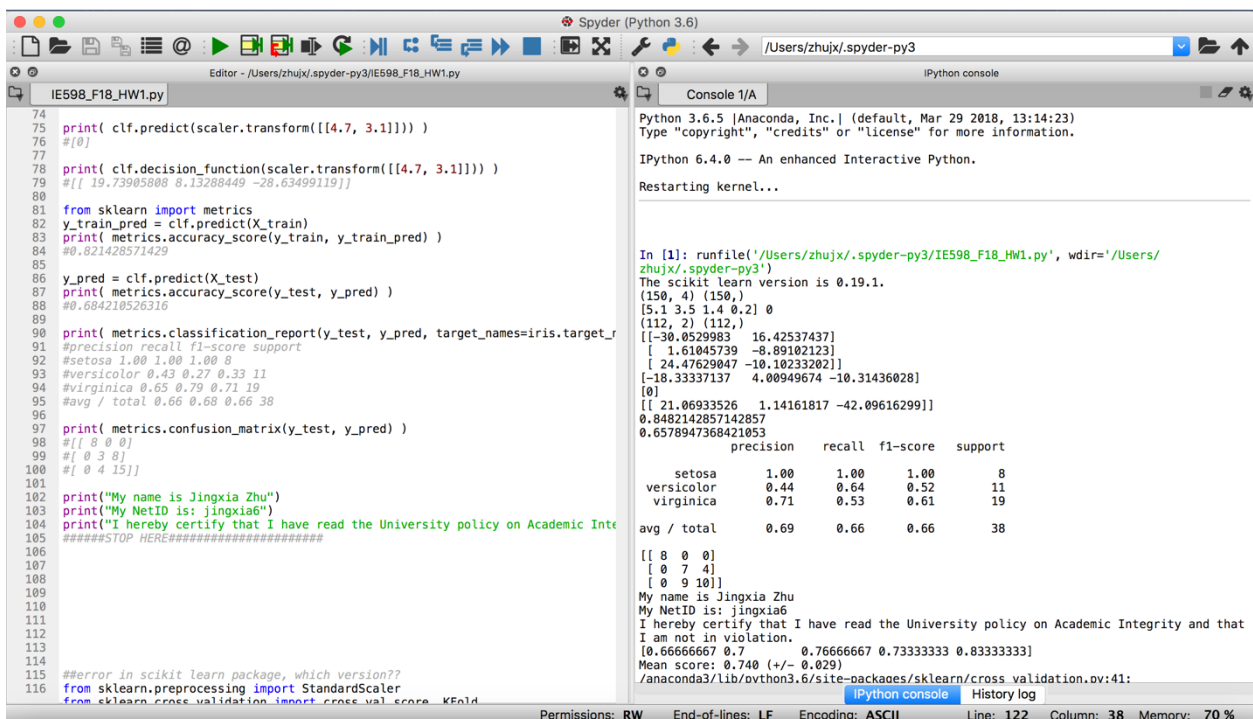 Spyder (Python 3.6)
/Users/zhujx/.spyder-py3
Editor - /Users/zhujx/.spyder-py3/IE598_F18_HW1.py
IE598_F18_HW1.py
74
75 print( clf.predict(scaler.transform([[4.7, 3.1]])) )
76 #[0]
77
78 print( clf.decision_function(scaler.transform([[4.7, 3.1]])) )
79 #[[ 19.73905808 8.13288449 -28.63499119]]
80
81 from sklearn import metrics
82 y_train_pred = clf.predict(X_train)
83 print( metrics.accuracy_score(y_train, y_train_pred) )
84 #0.821428571429
85
86 y_pred = clf.predict(X_test)
87 print( metrics.accuracy_score(y_test, y_pred) )
88 #0.684210526316
89
90 print( metrics.classification_report(y_test, y_pred, target_names=iris.target_
91 #precision recall f1-score support
92 #setosa 1.00 1.00 1.00 8
93 #versicolor 0.43 0.27 0.33 11
94 #virginica 0.65 0.79 0.71 19
95 #avg / total 0.66 0.68 0.66 38
96
97 print( metrics.confusion_matrix(y_test, y_pred) )
98 #[[ 8 0 0]
99 #[ 0 3 8]
100 #[ 0 4 15]]
101
102 print("My name is Jingxia Zhu")
103 print("My NetID is: jingxia6")
104 print("I hereby certify that I have read the University policy on Academic Inte
105 ######STOP HERE######################
106
107
108
109
110
111
112
113
114
115 ##error in scikit learn package, which version??
116 from sklearn.preprocessing import StandardScaler
from sklearn.cross_validation import cross_val_score, KFold
IPython console
Console 1/A
Python 3.6.5 |Anaconda, Inc.| (default, Mar 29 2018, 13:14:23)
Type "copyright", "credits" or "license" for more information.
IPython 6.4.0 -- An enhanced Interactive Python.
Restarting kernel...
In [1]: runfile('/Users/zhujx/.spyder-py3/IE598_F18_HW1.py', wdir='/Users/
zhujx/.spyder-py3')
The scikit learn version is 0.19.1.
(150, 4) (150,)
[5.1 3.5 1.4 0.2] 0
(112, 2) (112,)
[[-30.0529983 16.42537437]
[ 1.61045739 -8.89102123]
[ 24.47629047 -10.10233202]]
[-18.33337137 4.00949674 -10.31436028]
[0]
[[ 21.06933526 1.14161817 -42.09616299]]
0.8482142857142857
0.6578947368421053
precision recall f1-score support
setosa 1.00 1.00 1.00 8
versicolor 0.44 0.64 0.52 11
virginica 0.71 0.53 0.61 19
avg / total 0.69 0.66 0.66 38
[[ 8 0 0]
[ 0 7 4]
[ 0 9 10]]
My name is Jingxia Zhu
My NetID is: jingxia6
I hereby certify that I have read the University policy on Academic Integrity and that
I am not in violation.
[0.66666667 0.7 0.76666667 0.73333333 0.83333333]
Mean score: 0.740 (+/- 0.029)
/anaconda3/lib/python3.6/site-packages/sklearn/cross_validation.py:41:
IPython console History log
Permissions: RW End-of-lines: LF Encoding: ASCII Line: 122 Column: 38 Memory: 70 %